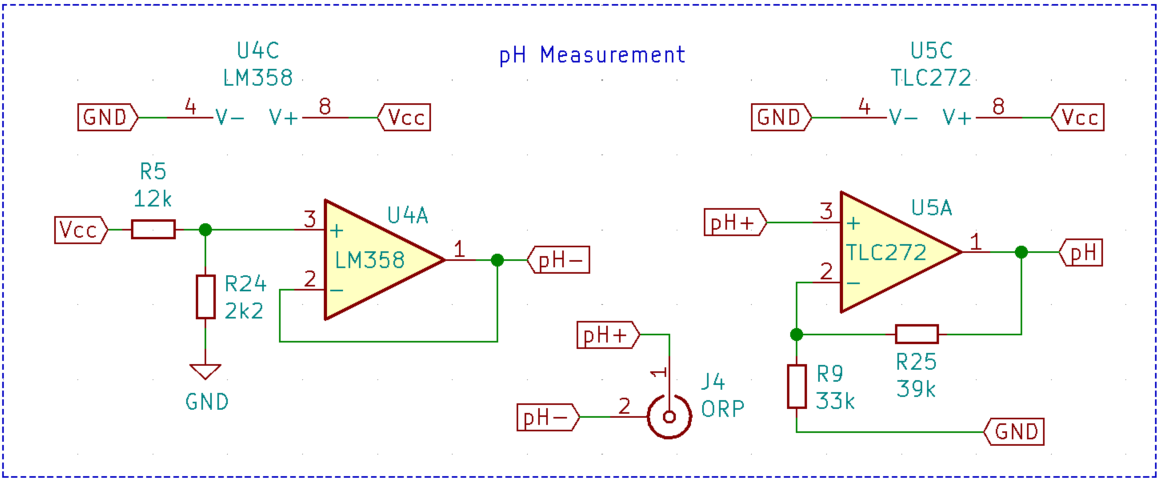 pH Measurement
U4C
LM358
GND 4 V- V+ 8 Vcc
U5C
TLC272
GND 4 V- V+ 8 Vcc
R5
12k
Vcc
R24
2k2
GND
U4A
3 +
LM358
2 -
1 pH-
pH+
1
J4
ORP
pH- 2
U5A
pH+ 3 +
TLC272
2 -
1 pH
R25
39k
R9
33k
GND